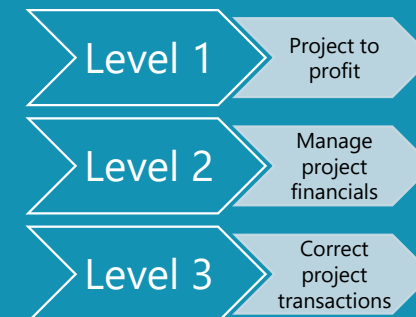 Level 1
Project to
profit
Level 2
Manage
project
financials
Level 3
Correct
project
transactions